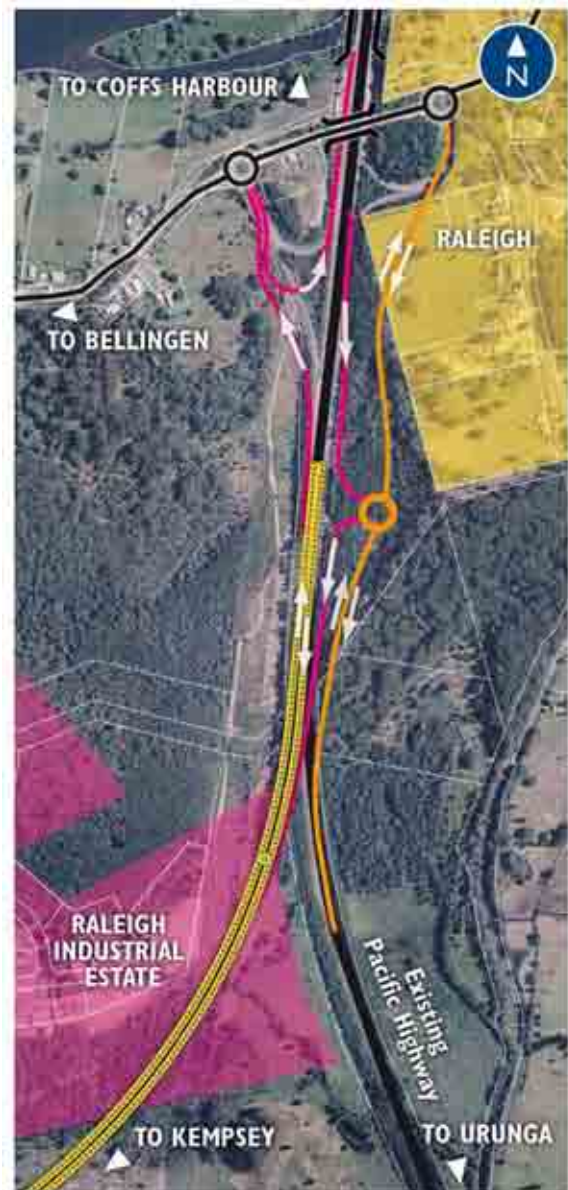 N
TO COFFS HARBOUR
RALEIGH
TO BELLINGEN
RALEIGH
INDUSTRIAL
ESTATE
Existing
Pacific Highway
TO KEMPSEY
TO URUNGA